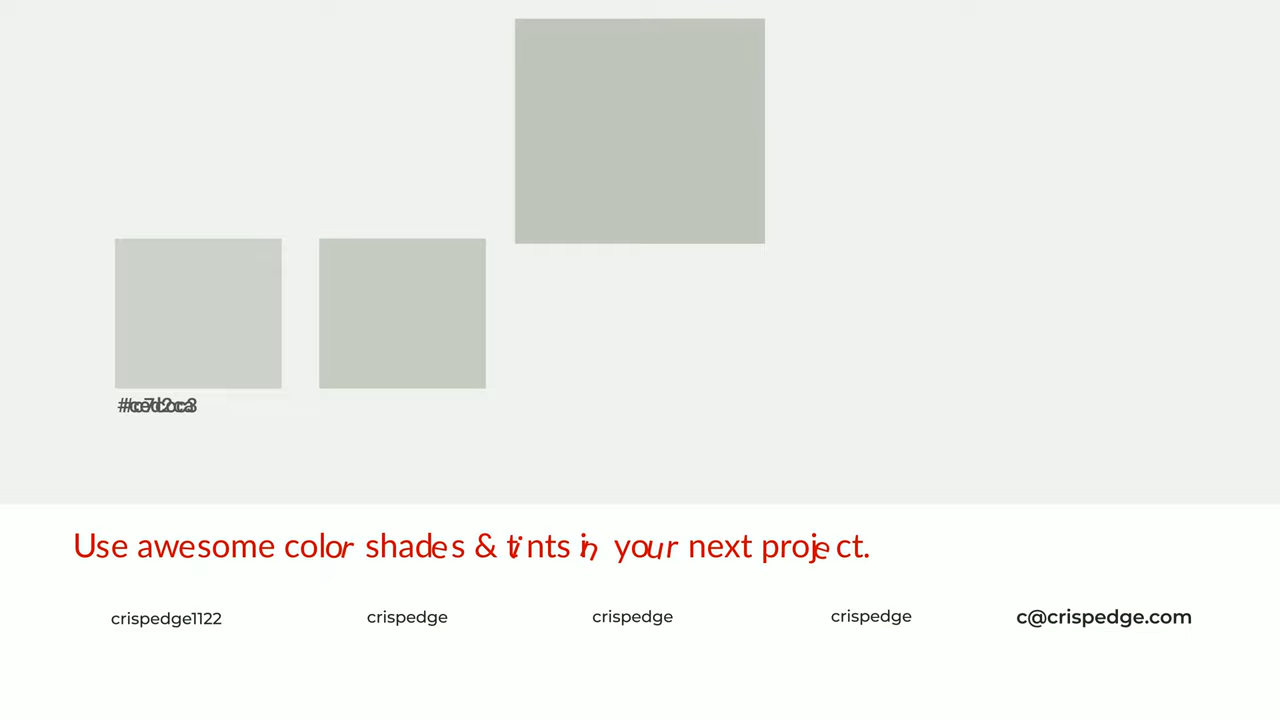 Use awesome color shades & tints in your next project.
crispedge1122 crispedge crispedge crispedge c@crispedge.com